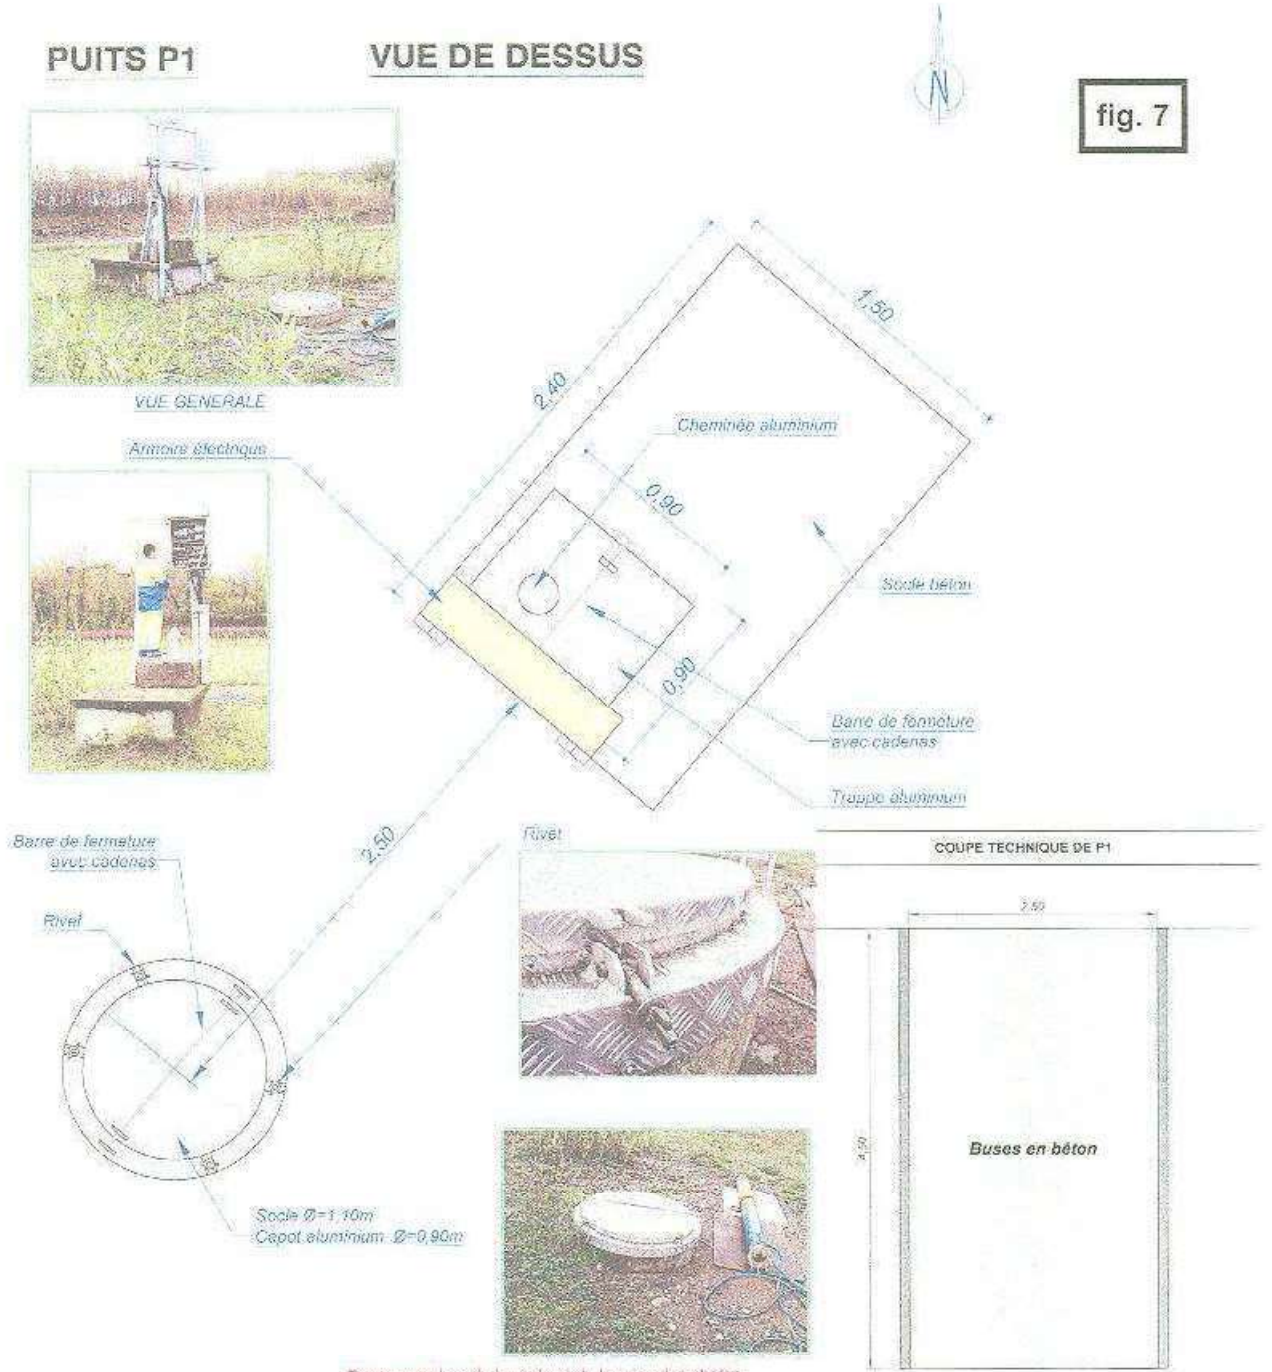 PUITS P1
VUE DE DESSUS
N
fig. 7
VUE GENERALE
Armoire électrique
2,40
1,50
Cheminée aluminium
0,90
Socle béton
0,90
Barre de fermeture
avec cadenas
Trappe aluminium
2,50
Barre de fermeture
avec cadenas
Rivet
Rivet
COUPE TECHNIQUE DE P1
2,50
4,50
Buses en béton
Socle Ø=1,10m
Capot aluminium Ø=0,90m